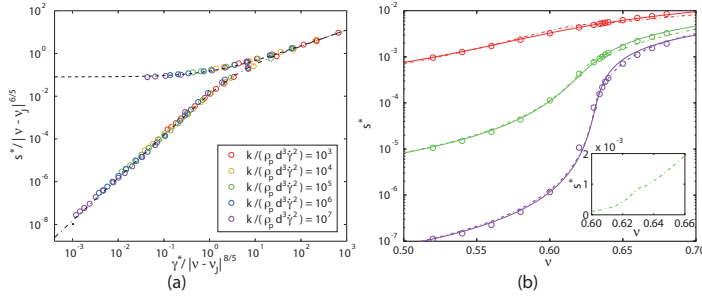 10^2
10^0
10^-2
10^-4
10^-6
10^-8
s*/|ν - ν_J|^6/5
k/(ρ_p d^3 γ̇^2) = 10^3
k/(ρ_p d^3 γ̇^2) = 10^4
k/(ρ_p d^3 γ̇^2) = 10^5
k/(ρ_p d^3 γ̇^2) = 10^6
k/(ρ_p d^3 γ̇^2) = 10^7
10^-3 10^-2 10^-1 10^0 10^1 10^2 10^3
γ̇*/|ν - ν_J|^8/5
(a)
10^-2
10^-3
10^-4
10^-5
10^-6
10^-7
s*
x 10^-3
2
1
0
s*
0.60 0.62 0.64 0.66
ν
0.50 0.55 0.60 0.65 0.70
ν
(b)